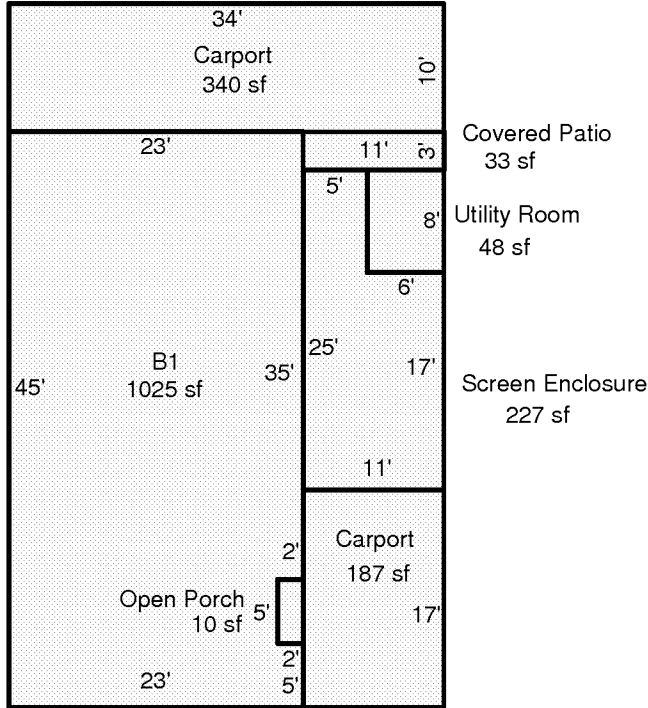 34'
Carport
340 sf
10'
23'
11'
3'
Covered Patio
33 sf
5'
8'
Utility Room
48 sf
6'
B1
1025 sf
45'
35'
25'
17'
Screen Enclosure
227 sf
11'
2'
Carport
187 sf
Open Porch
10 sf
5'
17'
2'
23'
5'